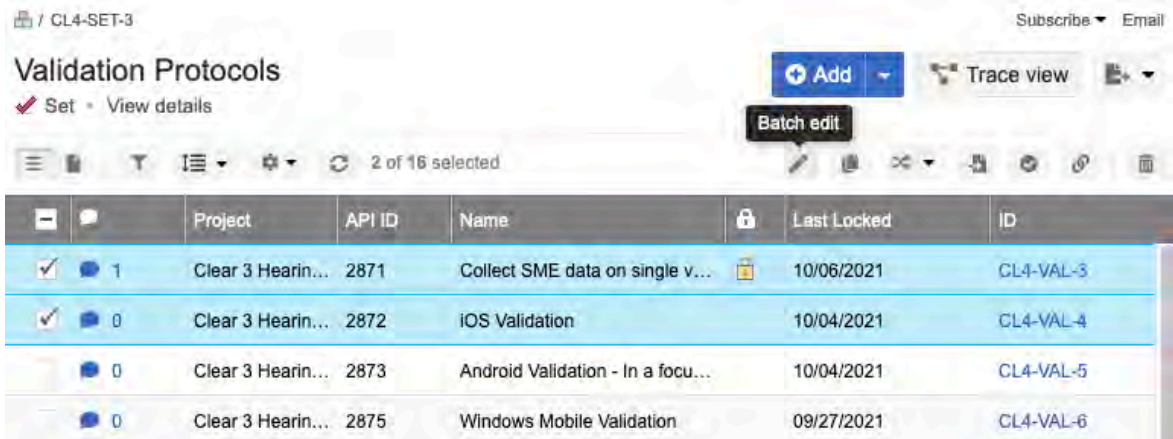 / CL4-SET-3 Subscribe Email
Validation Protocols Add Trace view
Set • View details
Batch edit
2 of 16 selected
Project API ID Name Last Locked ID
1 Clear 3 Hearin... 2871 Collect SME data on single v... 10/06/2021 CL4-VAL-3
0 Clear 3 Hearin... 2872 iOS Validation 10/04/2021 CL4-VAL-4
0 Clear 3 Hearin... 2873 Android Validation - In a focu... 10/04/2021 CL4-VAL-5
0 Clear 3 Hearin... 2875 Windows Mobile Validation 09/27/2021 CL4-VAL-6